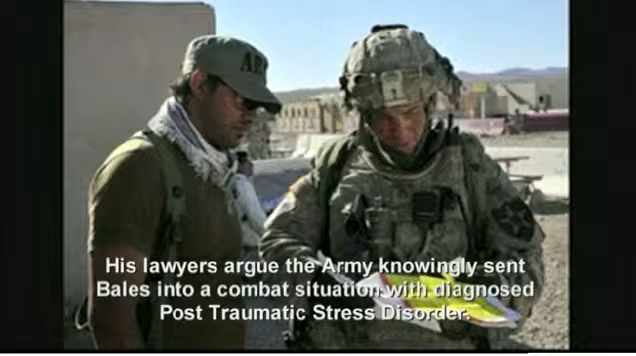 His lawyers argue the Army knowingly sent
Bales into a combat situation with diagnosed
Post Traumatic Stress Disorder.